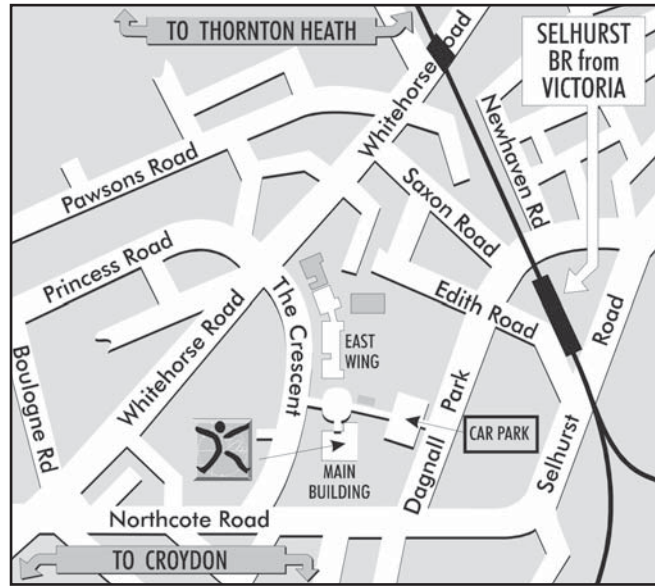 TO THORNTON HEATH
SELHURST
BR from
VICTORIA
Whitehorse Road
Newhaven Rd
Pawsons Road
Saxon Road
Princess Road
The Crescent
Edith Road
Whitehorse Road
Boulogne Rd
EAST
WING
Road
Selhurst
Park
Dagnall
CAR PARK
MAIN
BUILDING
Northcote Road
TO CROYDON